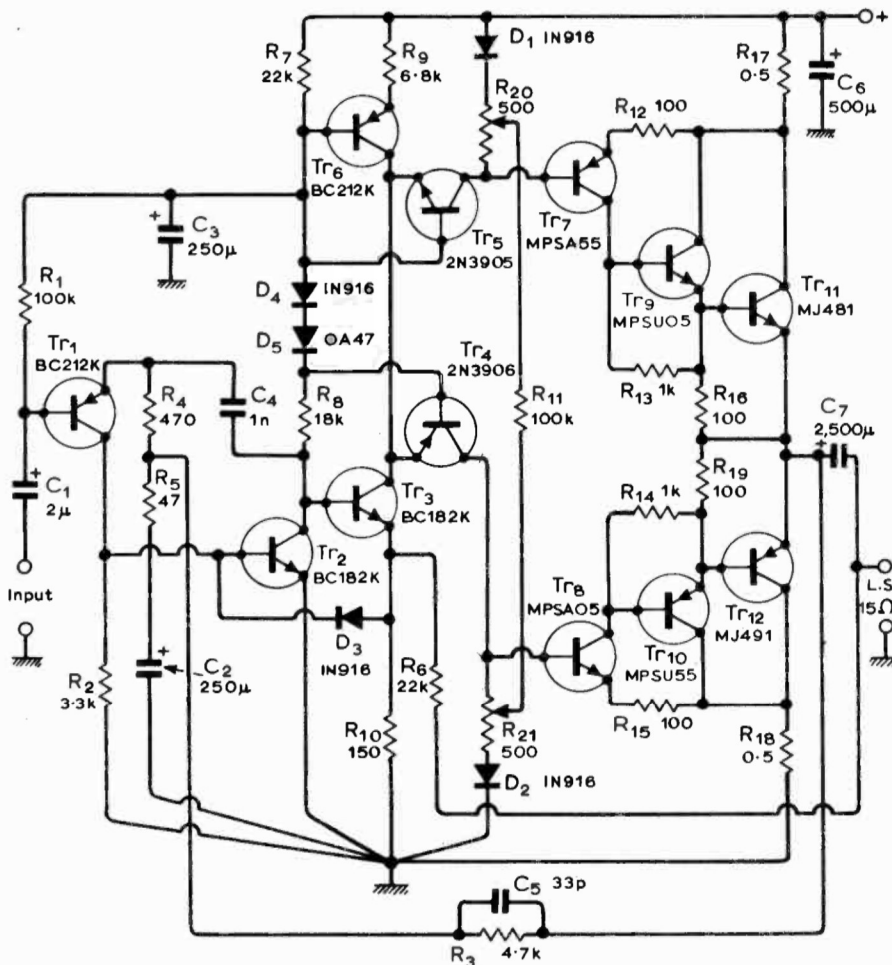 +
D1 IN916
R7
22k
R9
6·8k
R17
0·5
+
C6
500µ
R20
500
R12 100
Tr6
BC212K
Tr7
MPSA55
Tr5
2N3905
+
C3
250µ
R1
100k
D4
IN916
D5
OA47
Tr9
MPSU05
Tr11
MJ481
Tr1
BC212K
Tr4
2N3906
R4
470
C4
1n
R8
18k
R11
100k
R13 1k
R16
100
C7
2,500µ
+
+
C1
2µ
R5
47
Tr3
BC182K
R14 1k
R19
100
Tr2
BC182K
Input
Tr8
MPSA05
Tr10
MPSU55
Tr12
MJ491
L.S
15Ω
D3
IN916
R2
3·3k
+
C2
250µ
R6
22k
R10
150
R21
500
R15 100
R18
0·5
D2 IN916
C5 33p
R3 4·7k